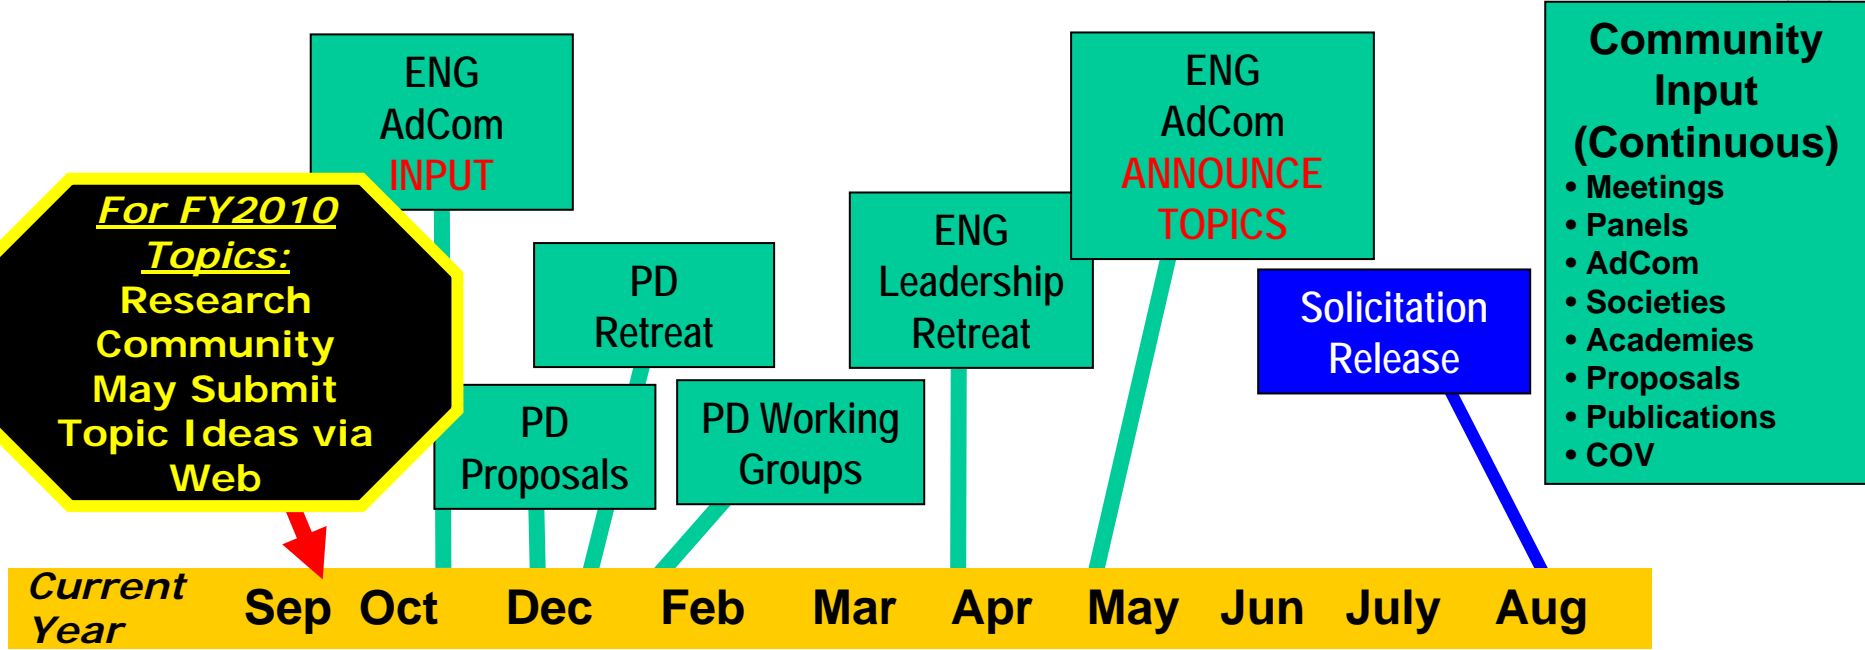 ENG
AdCom
INPUT
For FY2010
Topics:
Research
Community
May Submit
Topic Ideas via
Web
PD
Proposals
PD
Retreat
PD Working
Groups
ENG
Leadership
Retreat
ENG
AdCom
ANNOUNCE
TOPICS
Solicitation
Release
Community
Input
(Continuous)
• Meetings
• Panels
• AdCom
• Societies
• Academies
• Proposals
• Publications
• COV
Current
Year
Sep Oct Dec Feb Mar Apr May Jun July Aug